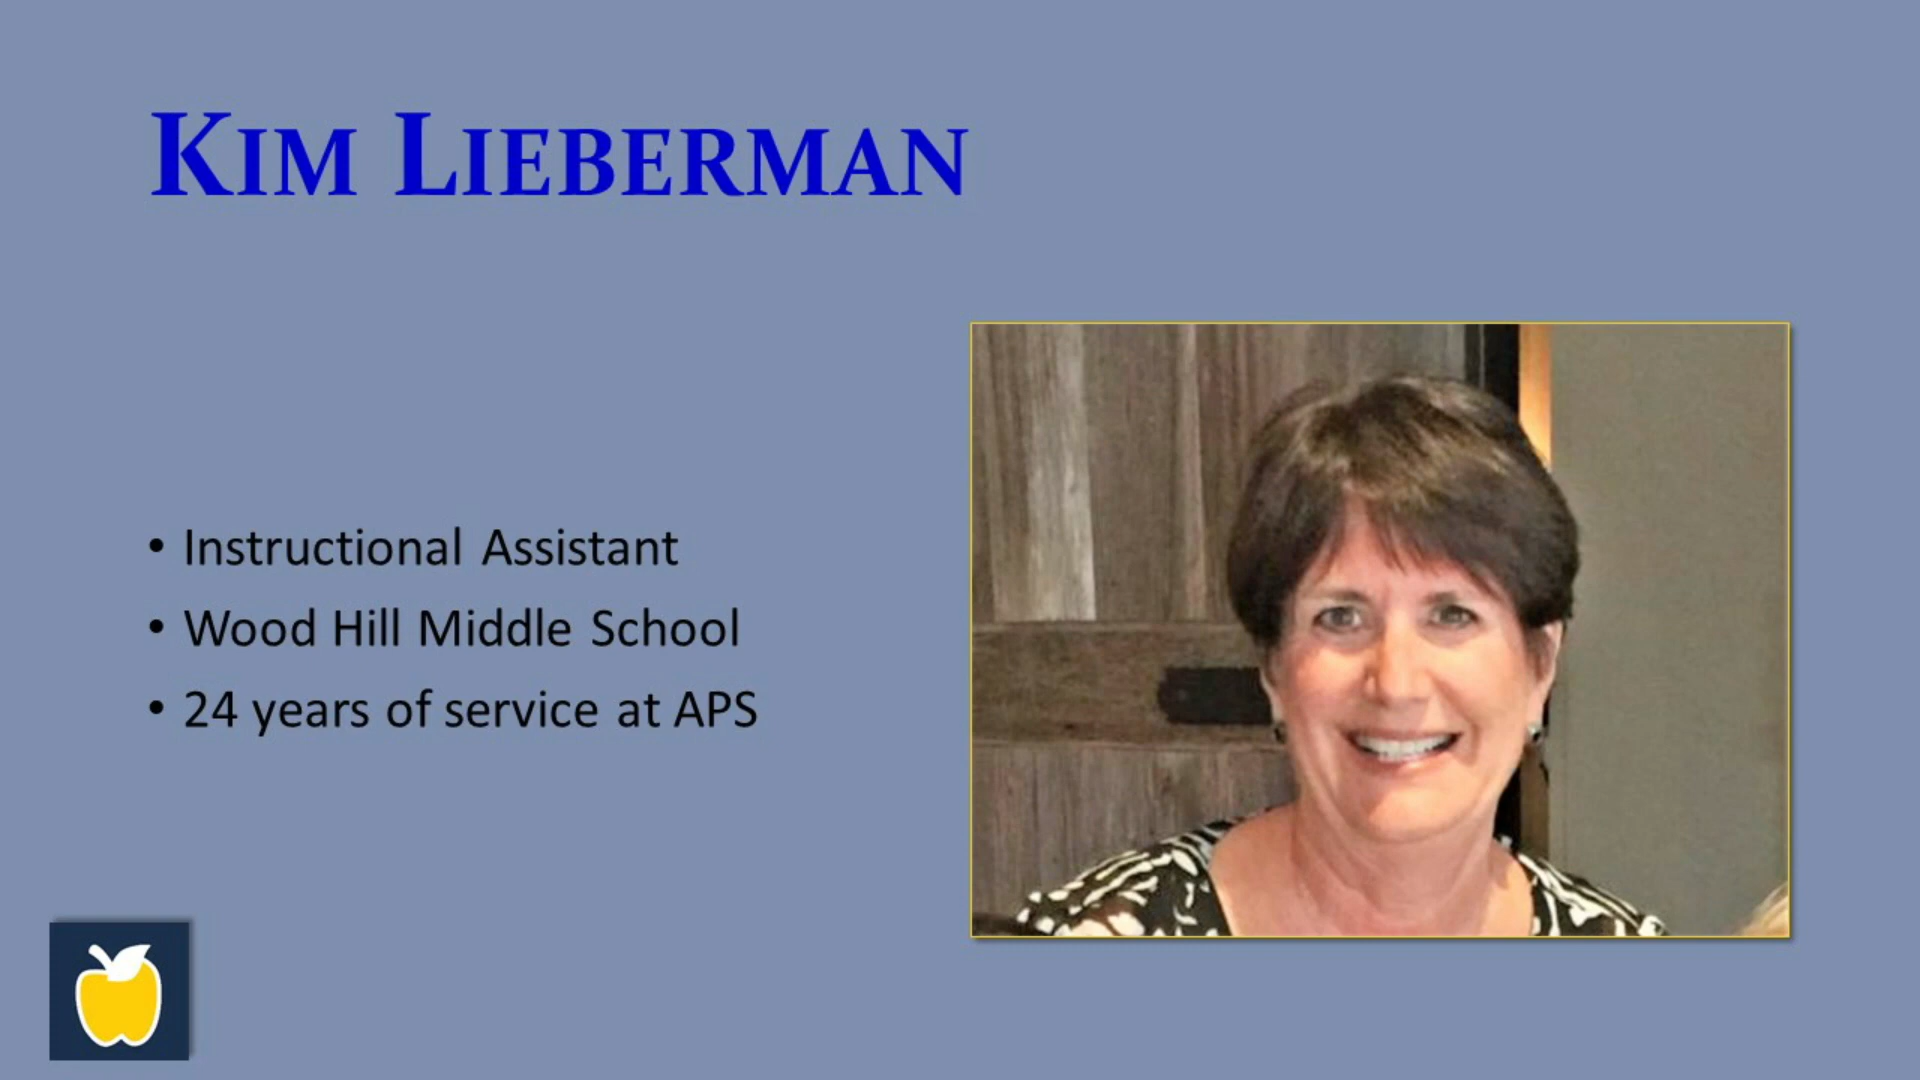 KIM LIEBERMAN
• Instructional Assistant
• Wood Hill Middle School
• 24 years of service at APS